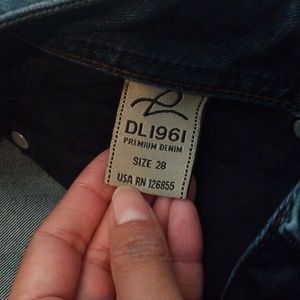 DL1961
PREMIUM DENIM
SIZE 28
USA RN 126855